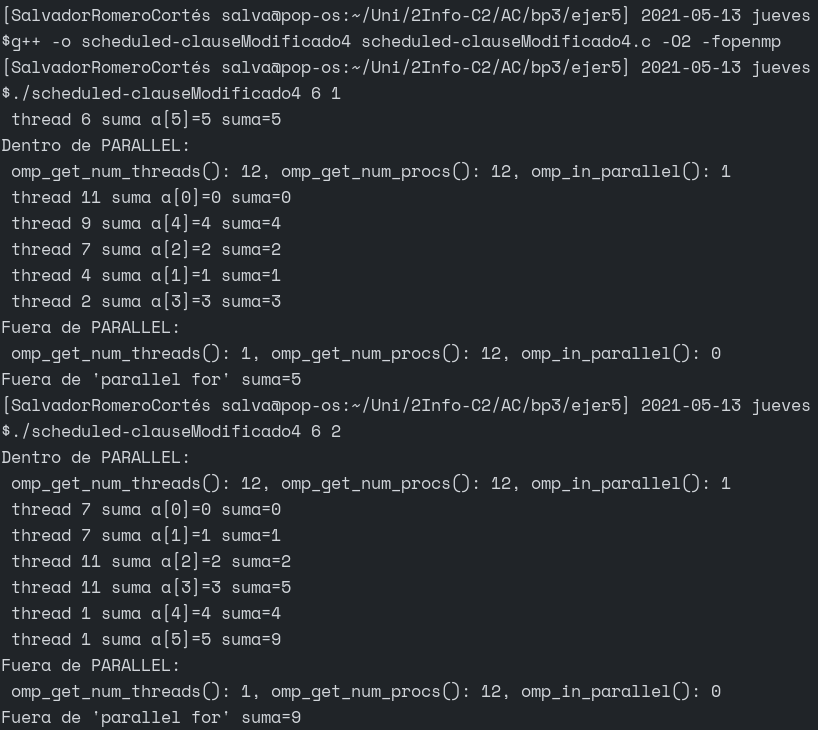 [SalvadorRomeroCortés salva@pop-os:~/Uni/2Info-C2/AC/bp3/ejer5] 2021-05-13 jueves
$g++ -o scheduled-clauseModificado4 scheduled-clauseModificado4.c -O2 -fopenmp
[SalvadorRomeroCortés salva@pop-os:~/Uni/2Info-C2/AC/bp3/ejer5] 2021-05-13 jueves
$./scheduled-clauseModificado4 6 1
 thread 6 suma a[5]=5 suma=5
Dentro de PARALLEL:
 omp_get_num_threads(): 12, omp_get_num_procs(): 12, omp_in_parallel(): 1
 thread 11 suma a[0]=0 suma=0
 thread 9 suma a[4]=4 suma=4
 thread 7 suma a[2]=2 suma=2
 thread 4 suma a[1]=1 suma=1
 thread 2 suma a[3]=3 suma=3
Fuera de PARALLEL:
 omp_get_num_threads(): 1, omp_get_num_procs(): 12, omp_in_parallel(): 0
Fuera de 'parallel for' suma=5
[SalvadorRomeroCortés salva@pop-os:~/Uni/2Info-C2/AC/bp3/ejer5] 2021-05-13 jueves
$./scheduled-clauseModificado4 6 2
Dentro de PARALLEL:
 omp_get_num_threads(): 12, omp_get_num_procs(): 12, omp_in_parallel(): 1
 thread 7 suma a[0]=0 suma=0
 thread 7 suma a[1]=1 suma=1
 thread 11 suma a[2]=2 suma=2
 thread 11 suma a[3]=3 suma=5
 thread 1 suma a[4]=4 suma=4
 thread 1 suma a[5]=5 suma=9
Fuera de PARALLEL:
 omp_get_num_threads(): 1, omp_get_num_procs(): 12, omp_in_parallel(): 0
Fuera de 'parallel for' suma=9